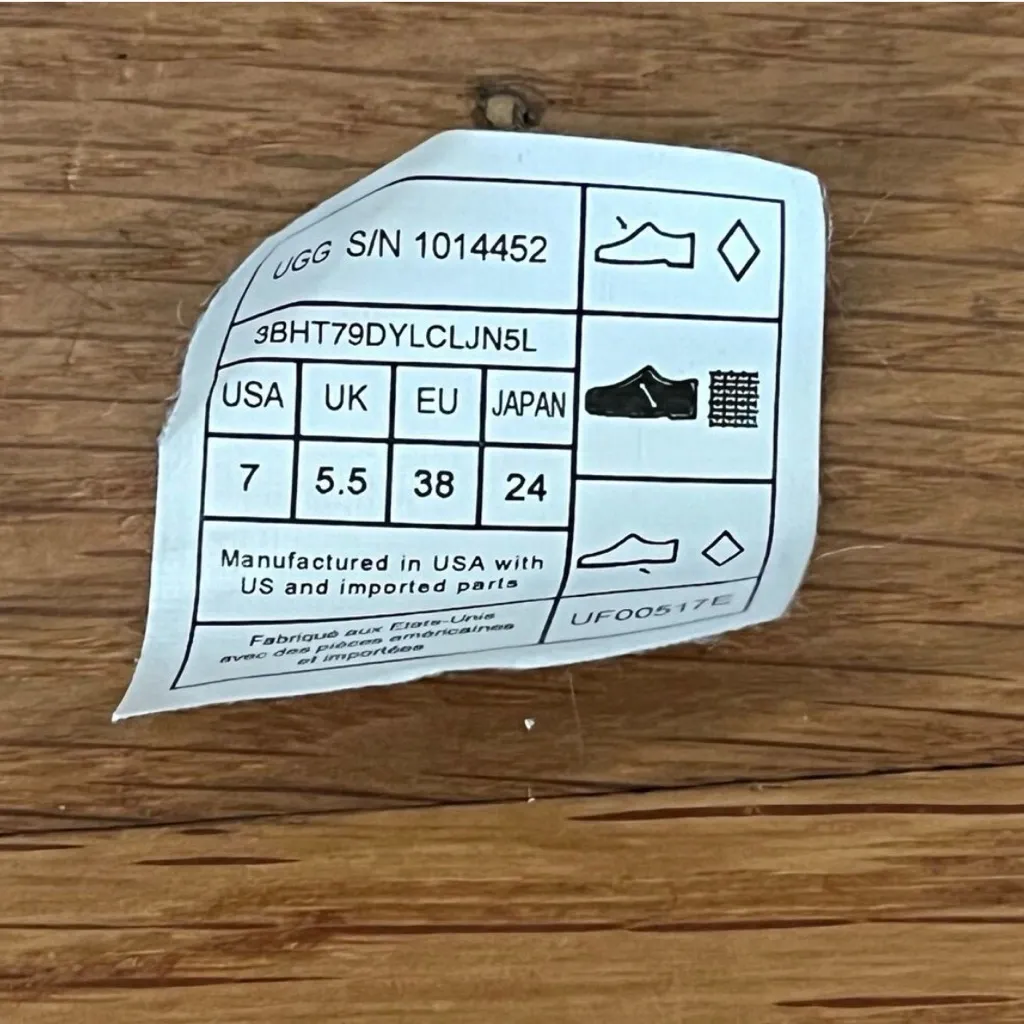 UGG S/N 1014452
3BHT79DYLCLJN5L
USA UK EU JAPAN
7 5.5 38 24
Manufactured in USA with
US and imported parts
Fabriqué aux Etats-Unis
avec des pièces américaines
et importées
UF00517E